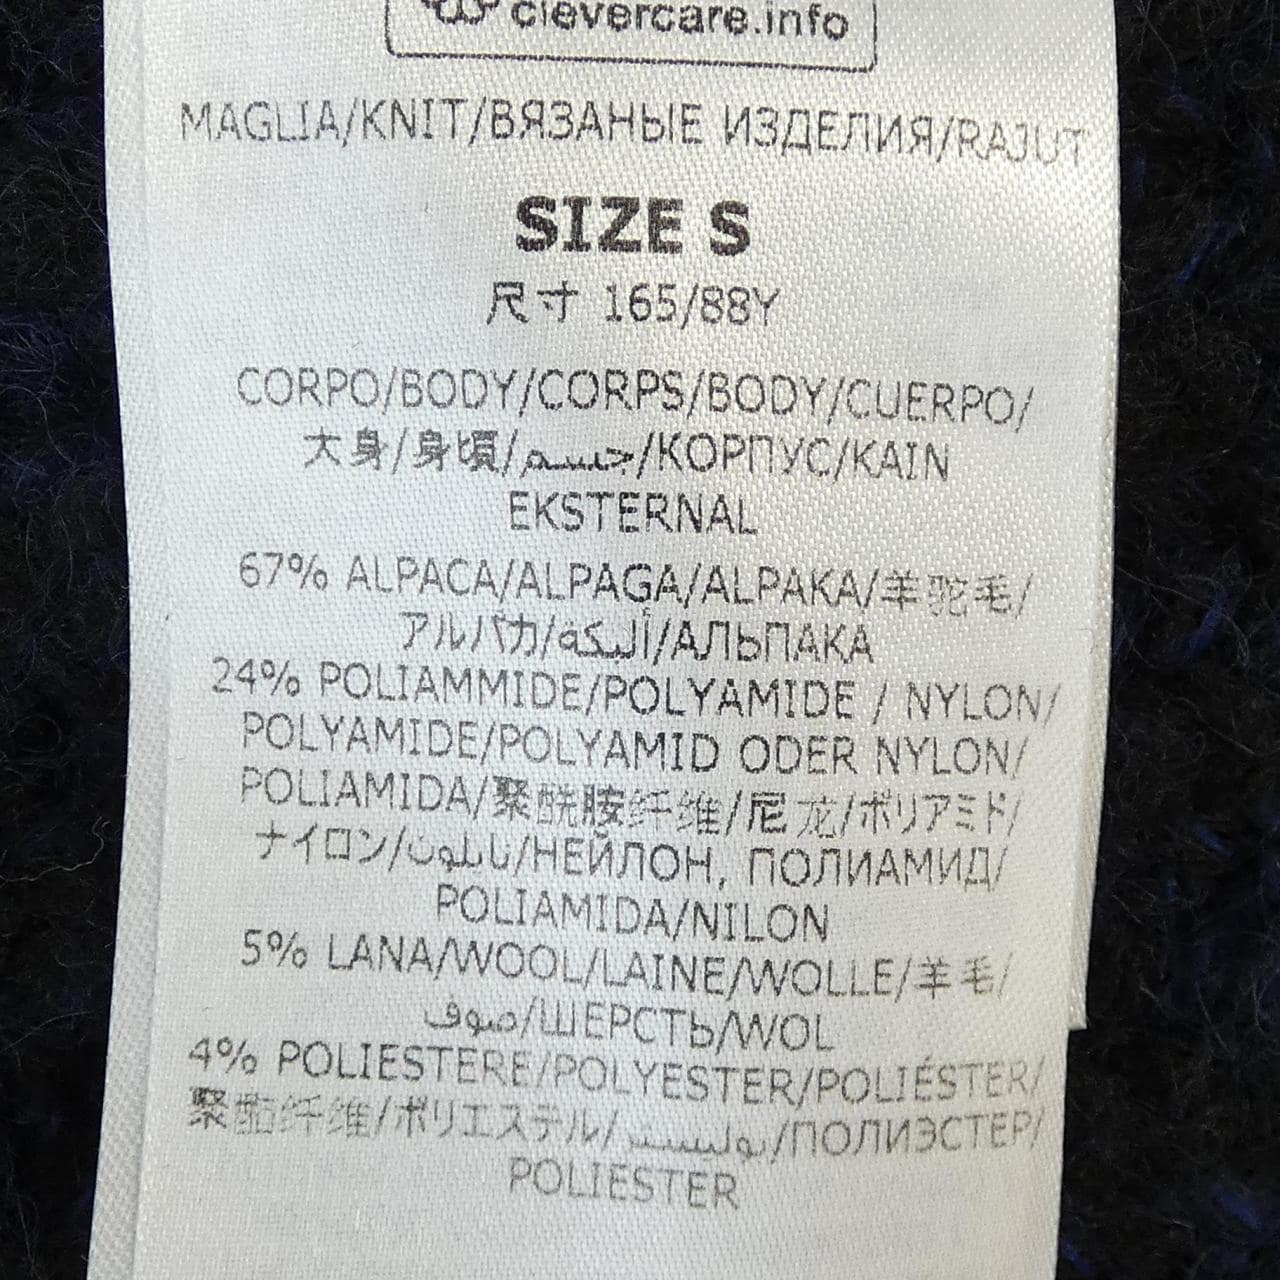 clevercare.info
MAGLIA/KNIT/ВЯЗАНЫЕ ИЗДЕЛИЯ/RAJUT
SIZE S
尺寸 165/88Y
CORPO/BODY/CORPS/BODY/CUERPO/
大身/身頃/جسم/КОРПУС/KAIN
EKSTERNAL
67% ALPACA/ALPAGA/ALPAKA/羊驼毛/
アルパカ/ألبكة/АЛЬПАКА
24% POLIAMMIDE/POLYAMIDE / NYLON/
POLYAMIDE/POLYAMID ODER NYLON/
POLIAMIDA/聚酰胺纤维/尼龙/ポリアミド/
ナイロン/نايلون/НЕЙЛОН, ПОЛИАМИД/
POLIAMIDA/NILON
5% LANA/WOOL/LAINE/WOLLE/羊毛/
صوف/ШЕРСТЬ/WOL
4% POLIESTERE/POLYESTER/POLIÉSTER/
聚酯纤维/ポリエステル/بوليستر/ПОЛИЭСТЕР/
POLIESTER